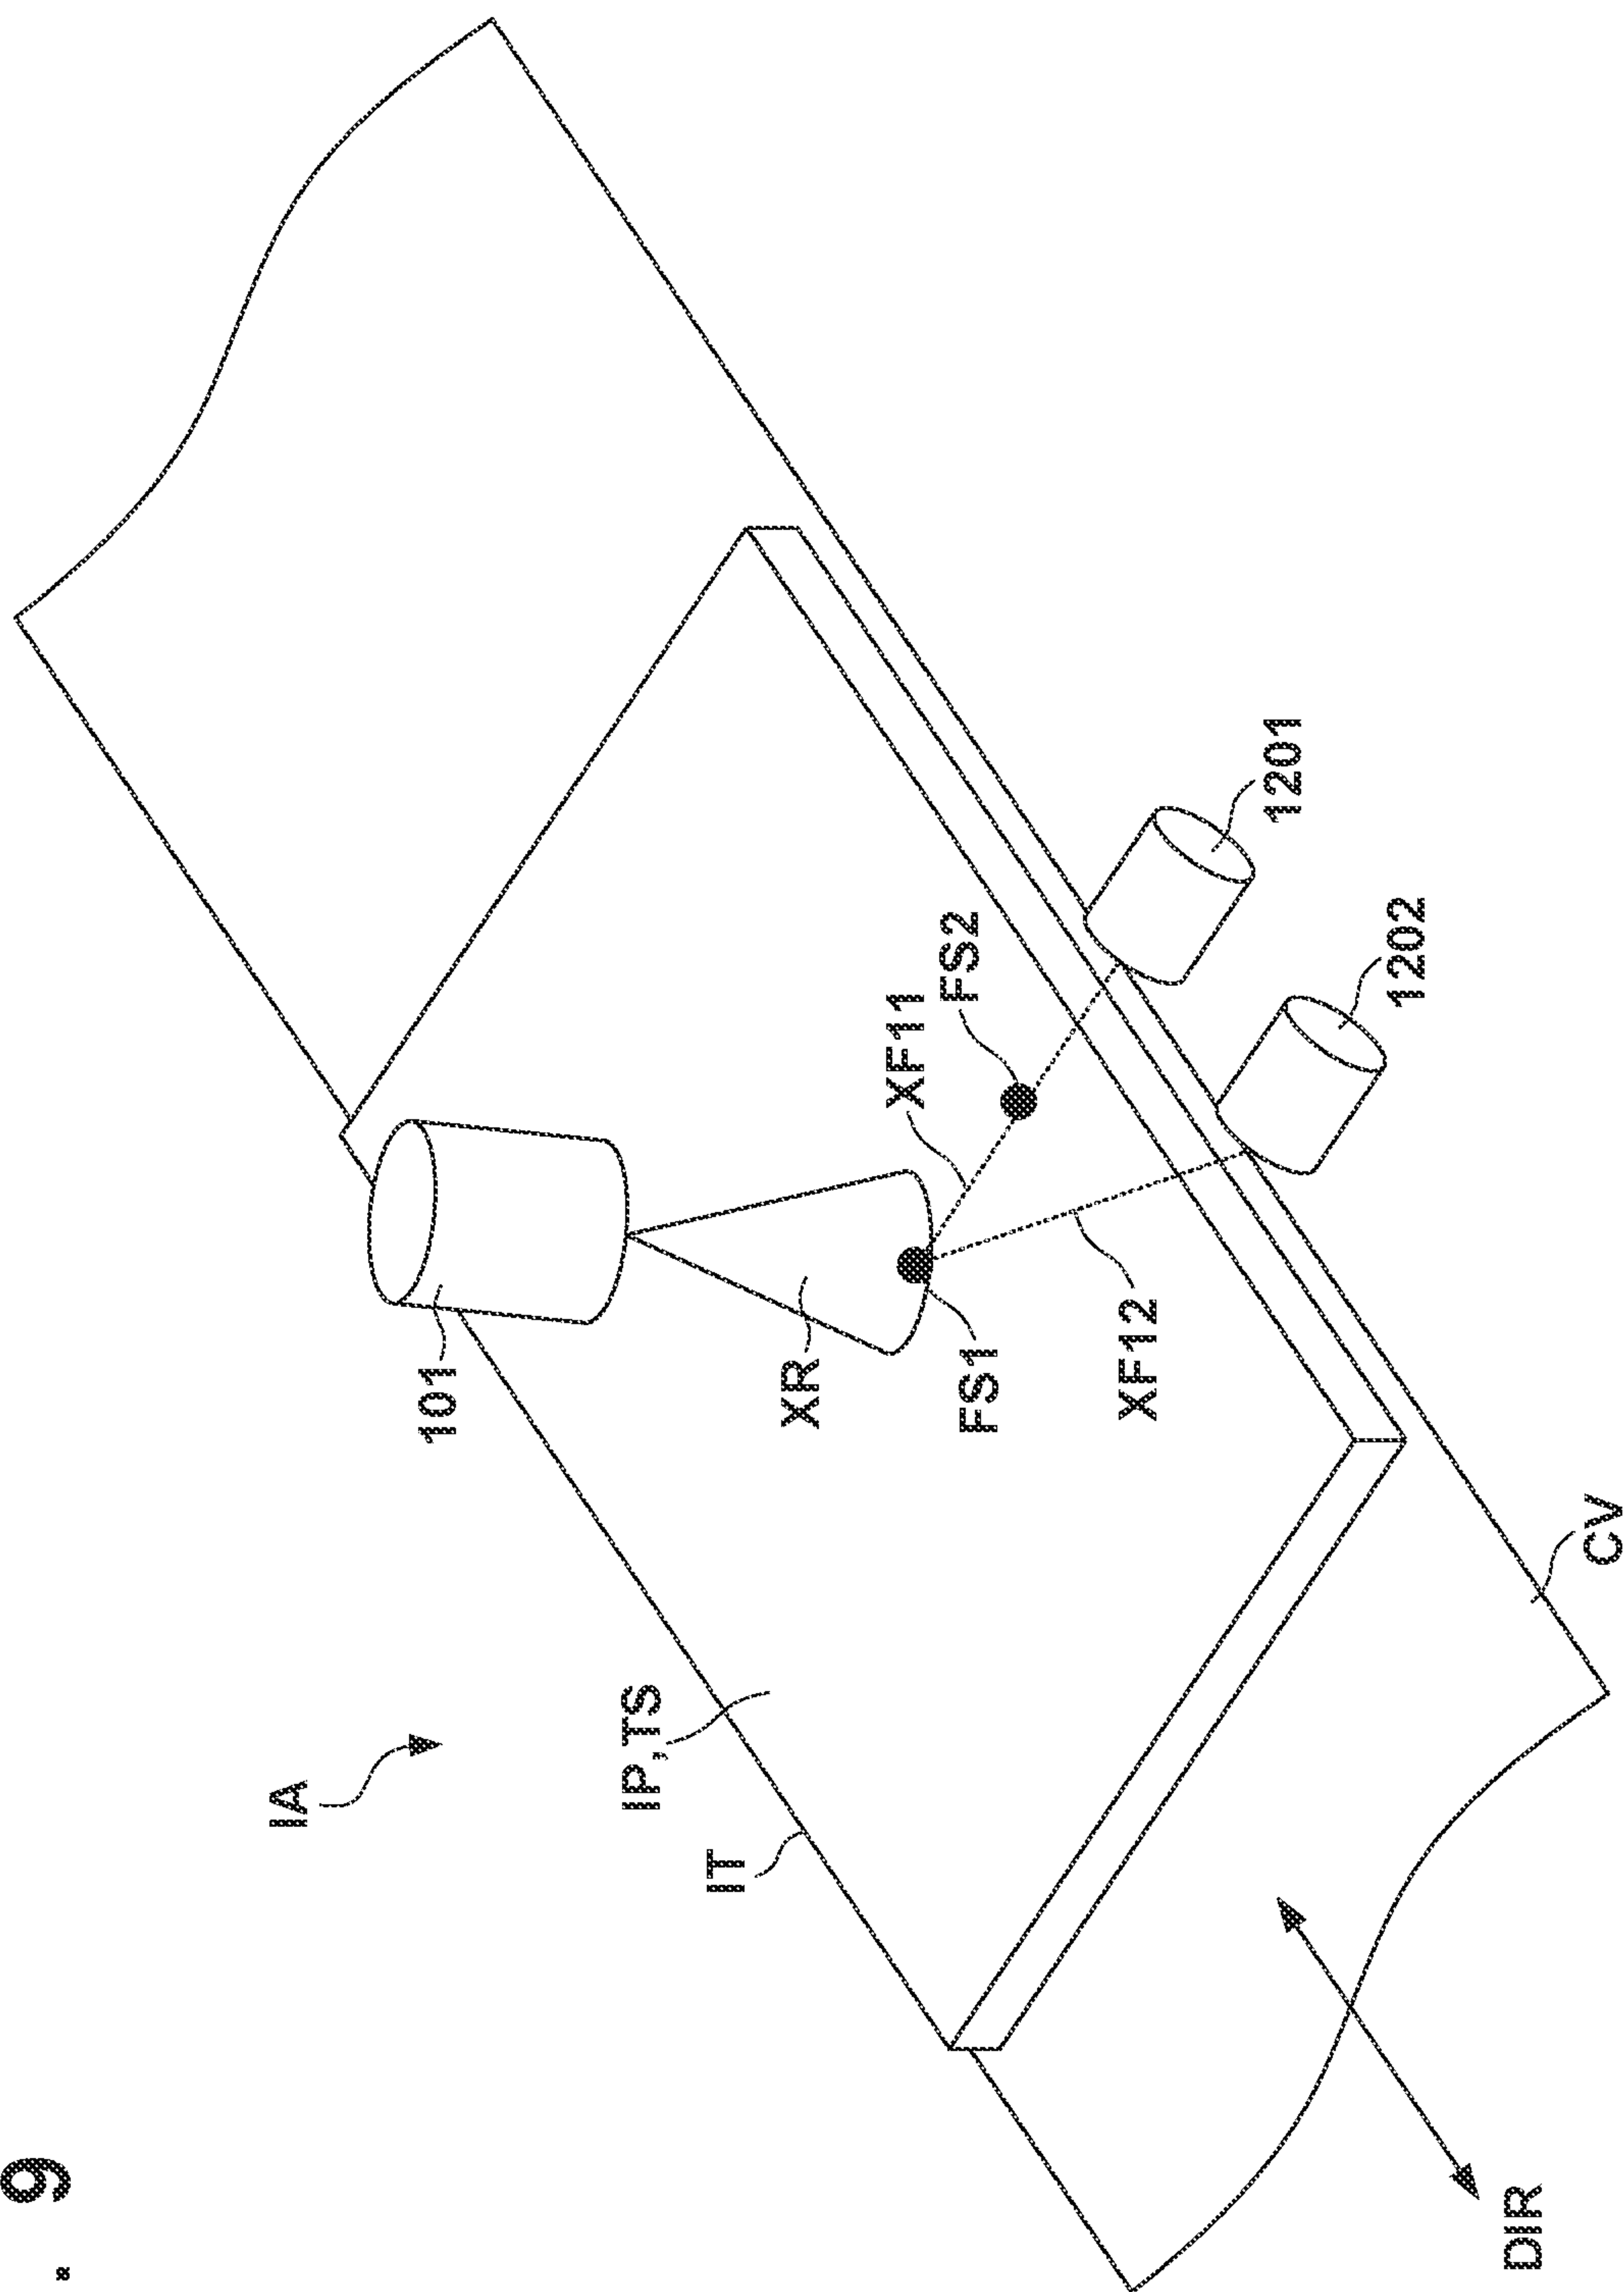 . 9
IA
101
IP,TS
IT
XR
XF11
FS2
FS1
XF12
1201
1202
CV
DIR